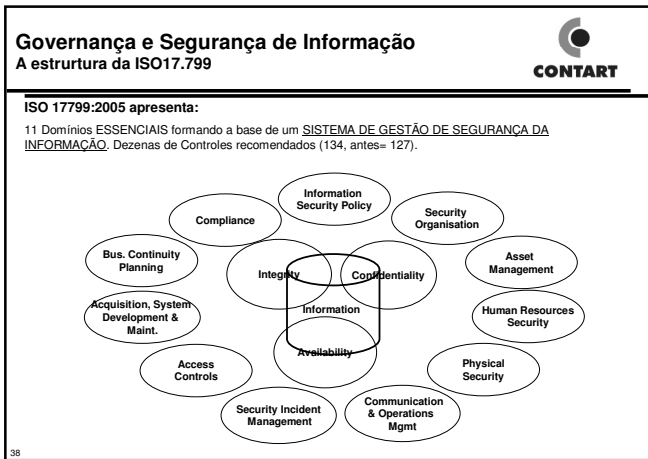 Governança e Segurança de Informação
A estrurtura da ISO17.799
CONTART
ISO 17799:2005 apresenta:
11 Domínios ESSENCIAIS formando a base de um SISTEMA DE GESTÃO DE SEGURANÇA DA
INFORMAÇÃO. Dezenas de Controles recomendados (134, antes= 127).
Information
Security Policy
Compliance
Security
Organisation
Bus. Continuity
Planning
Integrity
Confidentiality
Asset
Management
Acquisition, System
Development &
Maint.
Information
Human Resources
Security
Availability
Access
Controls
Physical
Security
Security Incident
Management
Communication
& Operations
Mgmt
38